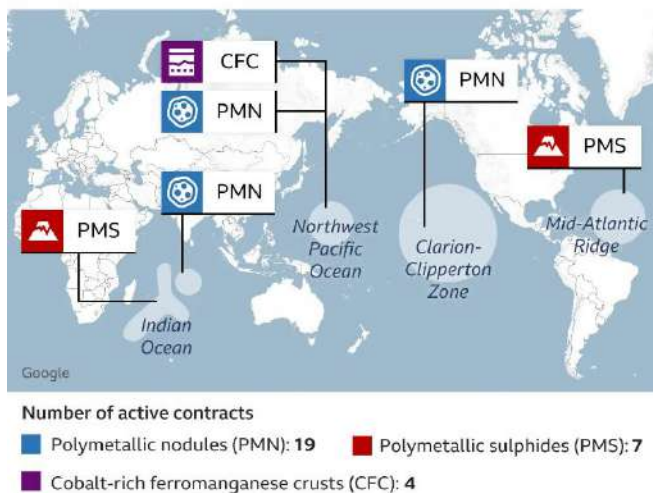 CFC
PMN
PMN
PMS
PMN
PMS
Northwest
Pacific
Ocean
Clarion-
Clipperton
Zone
Mid-Atlantic
Ridge
Indian
Ocean
Google
Number of active contracts
Polymetallic nodules (PMN): 19
Polymetallic sulphides (PMS): 7
Cobalt-rich ferromanganese crusts (CFC): 4